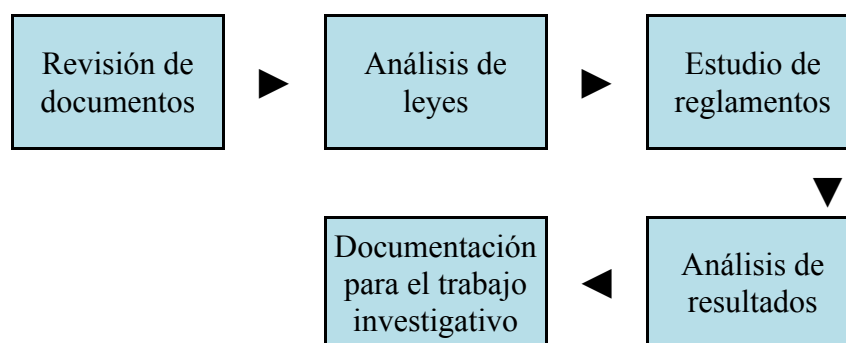 Revisión de
documentos
Análisis de
leyes
Estudio de
reglamentos
Análisis de
resultados
Documentación
para el trabajo
investigativo